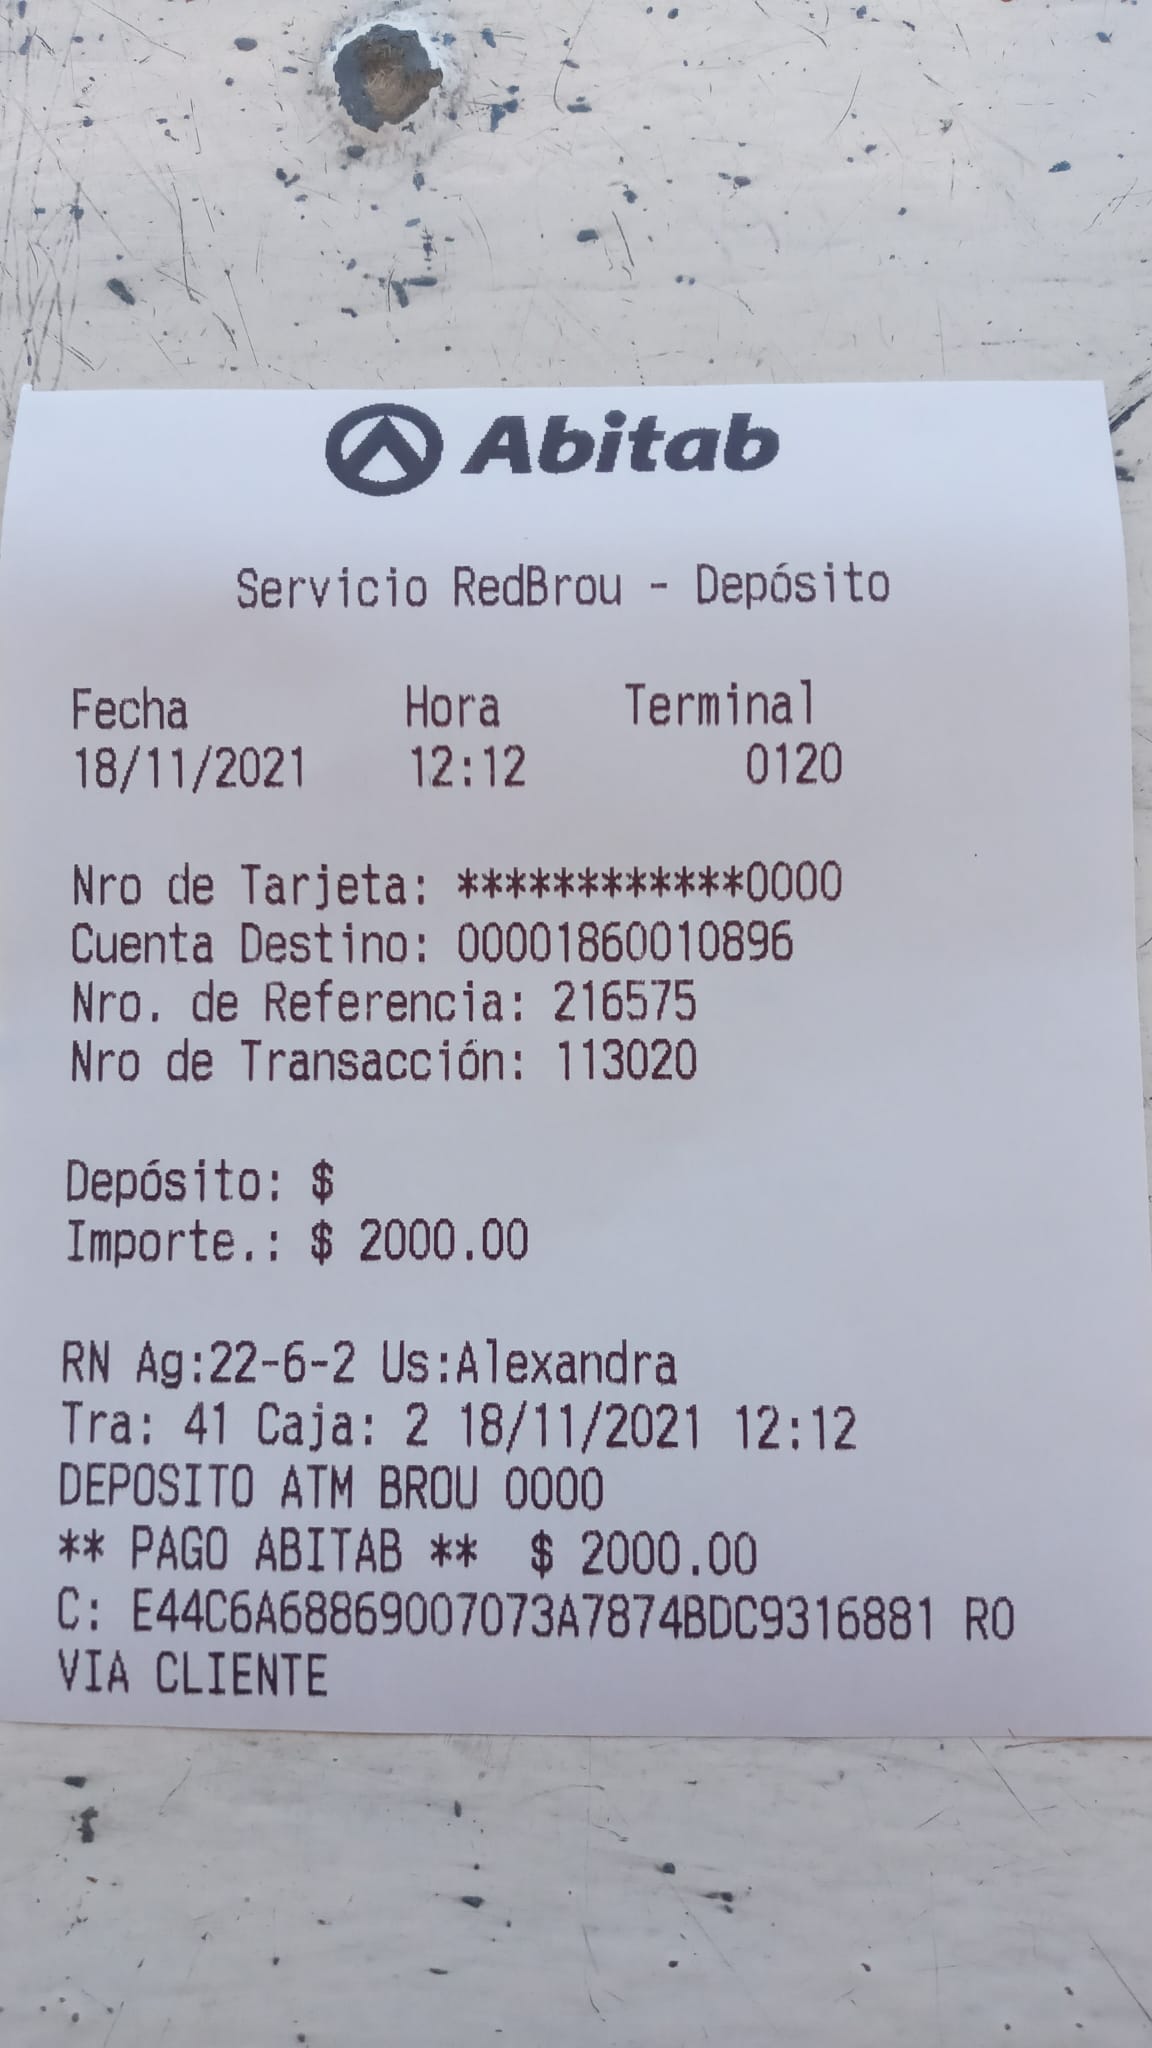 Abitab
Servicio RedBrou - Depósito
Fecha Hora Terminal
18/11/2021 12:12 0120
Nro de Tarjeta: ************0000
Cuenta Destino: 00001860010896
Nro. de Referencia: 216575
Nro de Transacción: 113020
Depósito: $
Importe.: $ 2000.00
RN Ag:22-6-2 Us:Alexandra
Tra: 41 Caja: 2 18/11/2021 12:12
DEPOSITO ATM BROU 0000
** PAGO ABITAB ** $ 2000.00
C: E44C6A68869007073A7874BDC9316881 RO
VIA CLIENTE